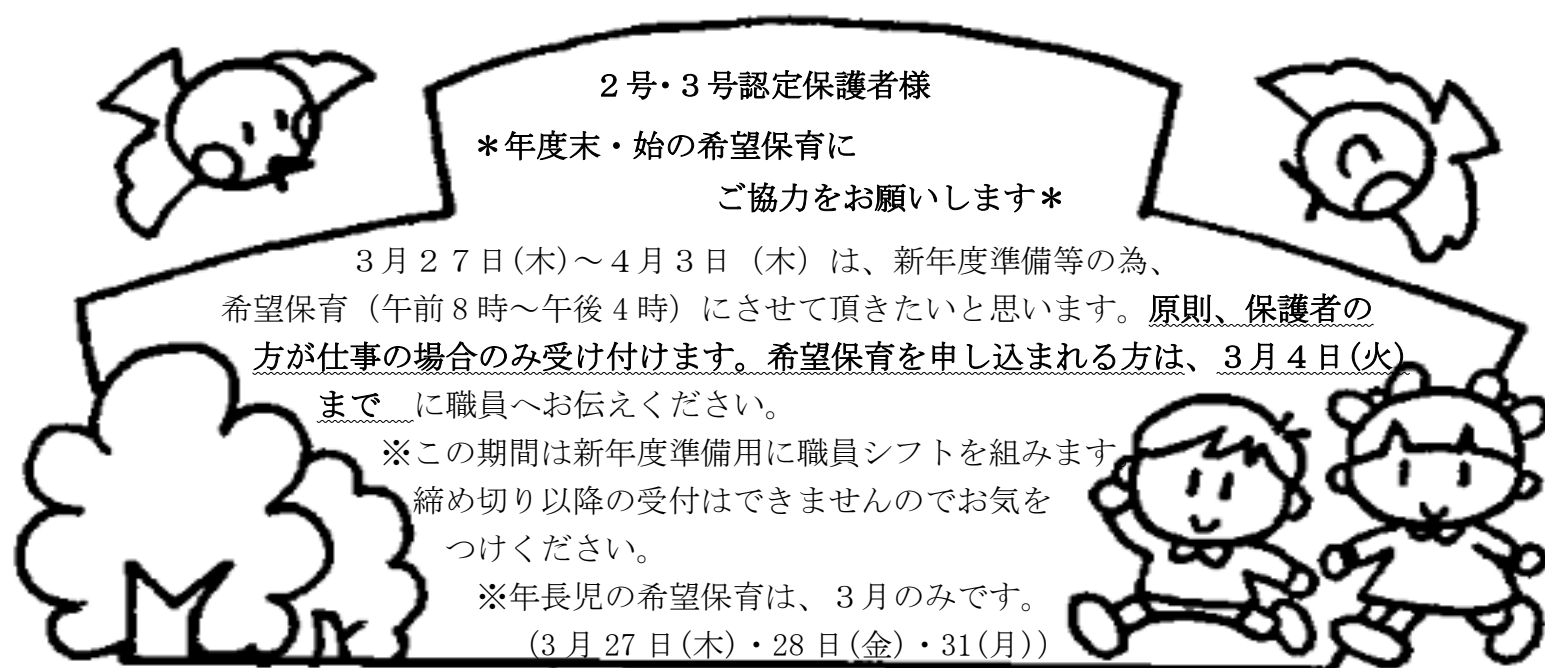 ２号・３号認定保護者様
＊年度末・始の希望保育に
ご協力をお願いします＊
３月２７日(木)～４月３日（木）は、新年度準備等の為、
希望保育（午前８時～午後４時）にさせて頂きたいと思います。原則、保護者の
方が仕事の場合のみ受け付けます。希望保育を申し込まれる方は、３月４日(火)
まで　に職員へお伝えください。
※この期間は新年度準備用に職員シフトを組みます
締め切り以降の受付はできませんのでお気を
つけください。
※年長児の希望保育は、３月のみです。
(3 月 27 日(木)・28 日(金)・31(月))